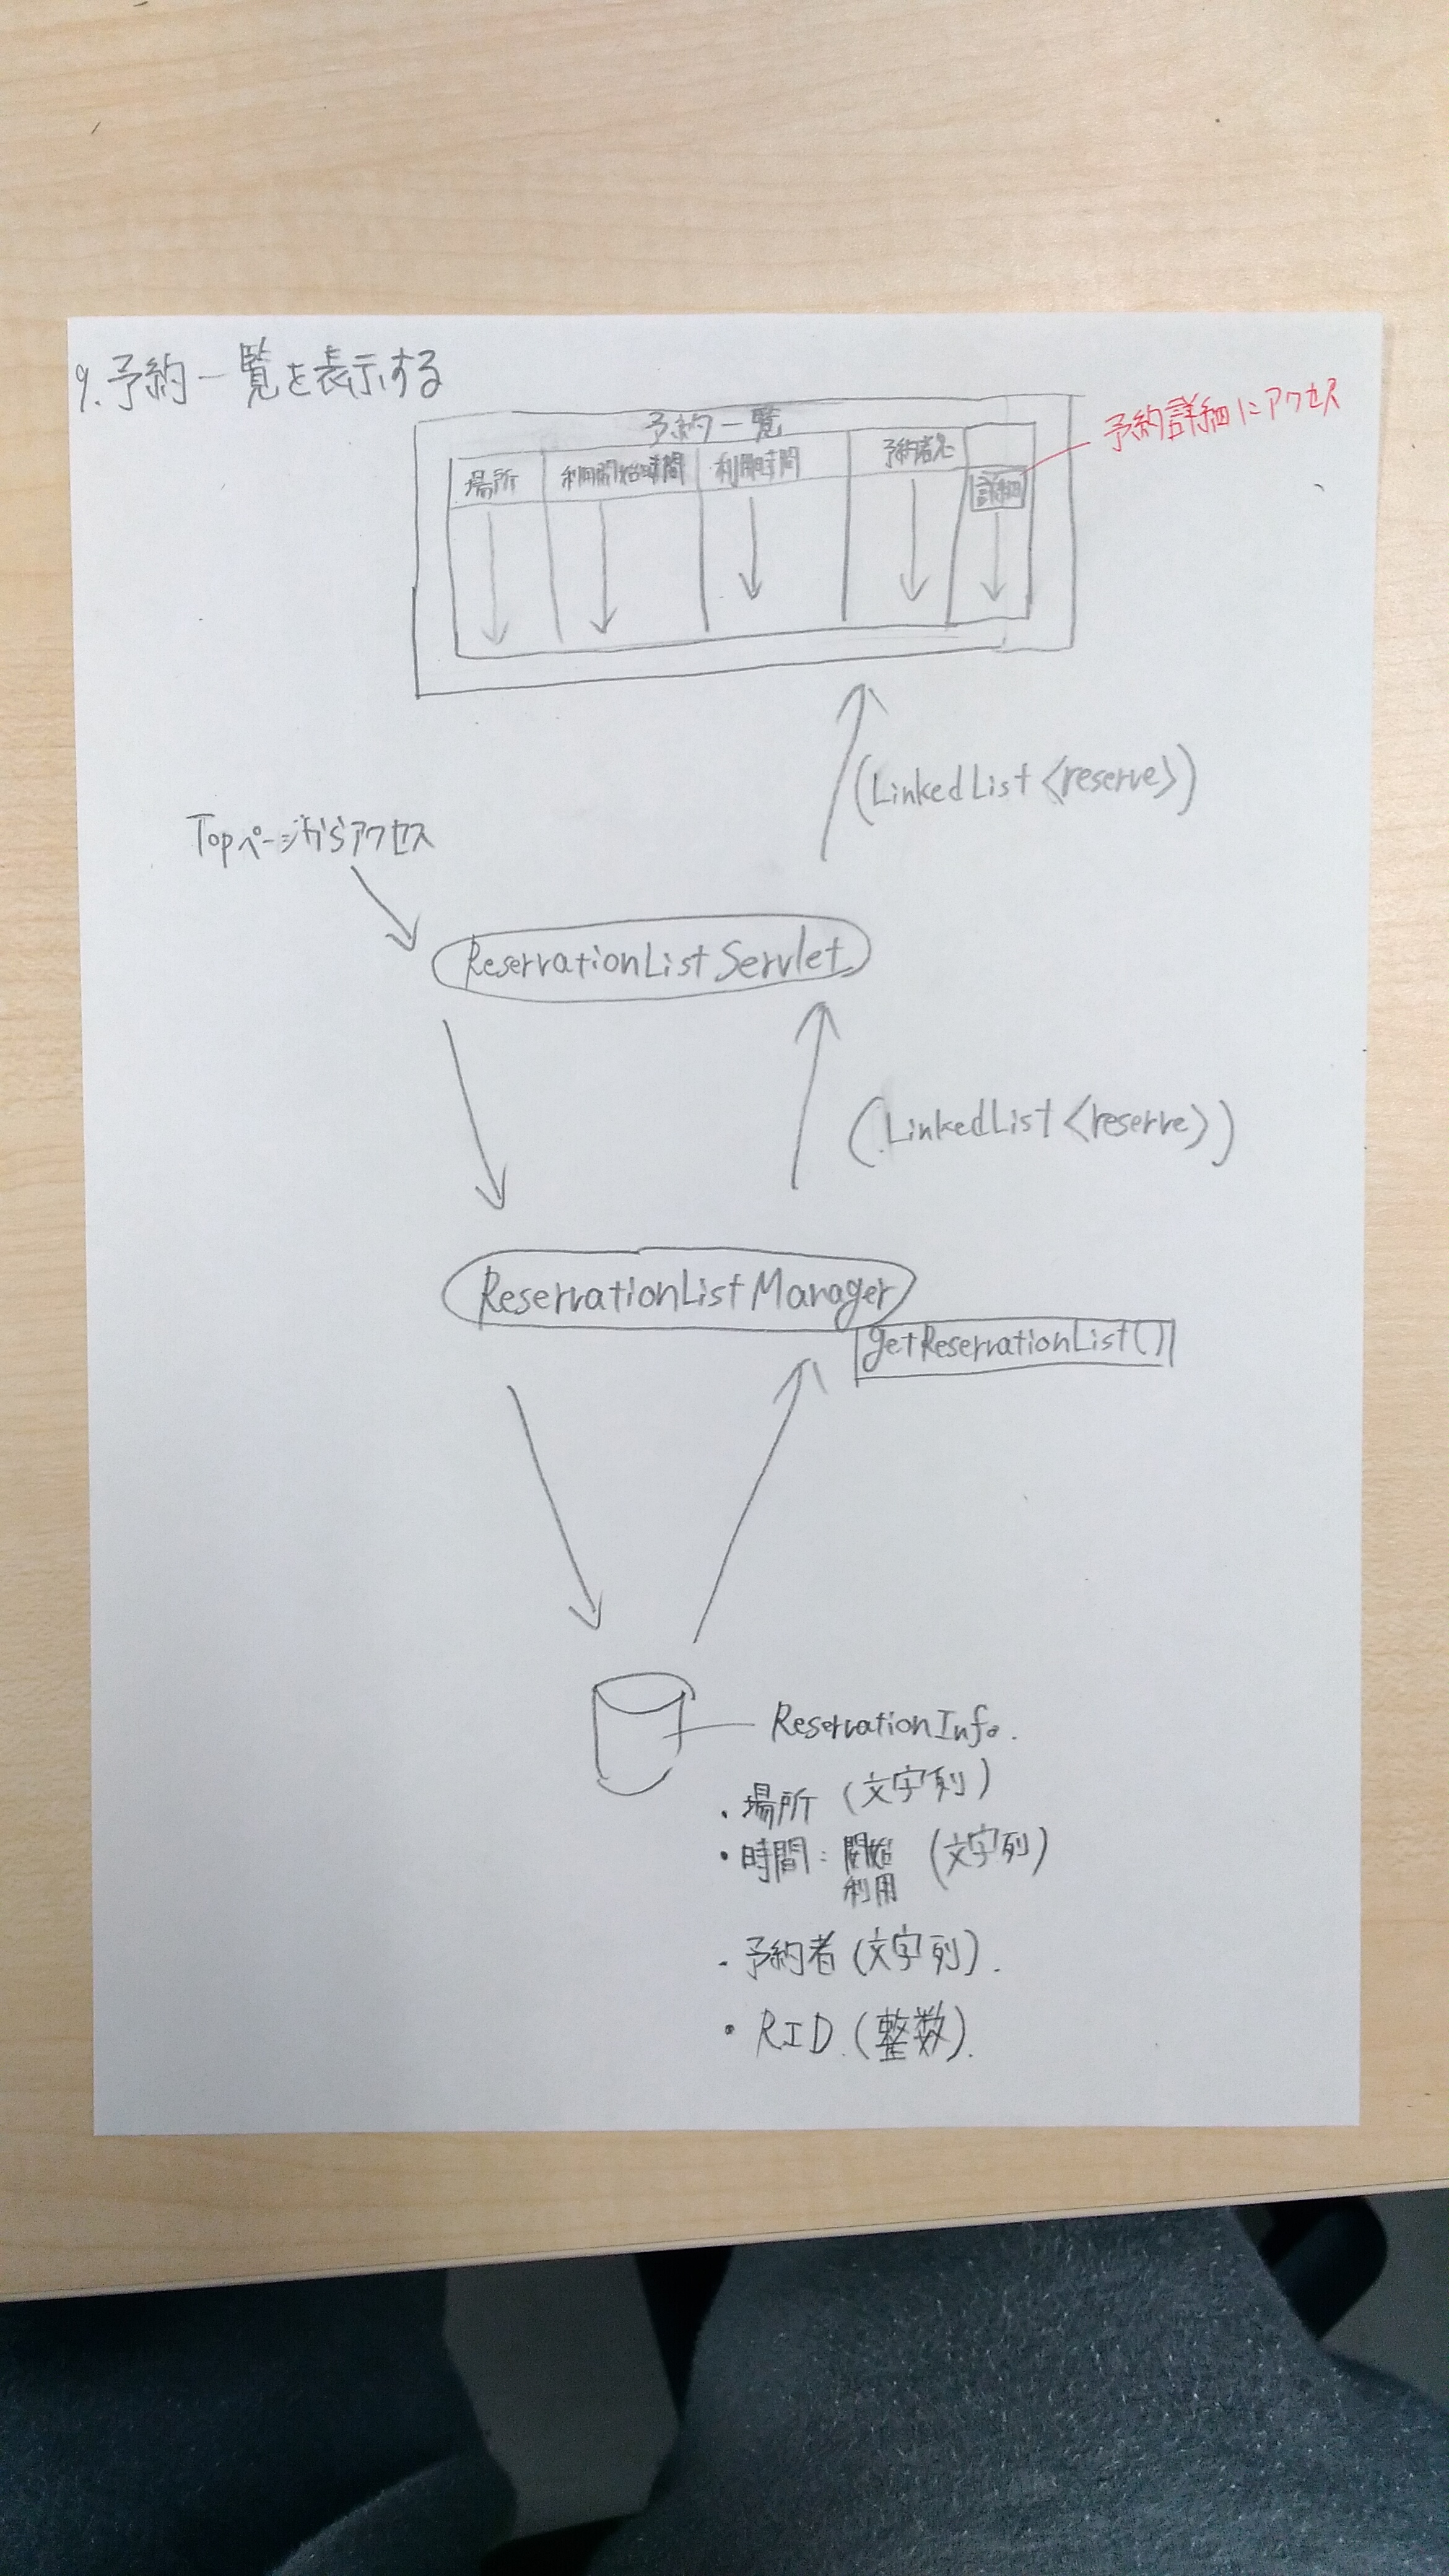 9.予約一覧を表示する
予約一覧
予約詳細にアクセス
場所 利用開始時間 利用時間 予約者名
詳細
(LinkedList<reserve>)
Topページからアクセス
ReservationListServlet
(LinkedList<reserve>)
ReservationListManager
getReservationList()
ReservationInfo.
・場所 (文字列)
・時間:開始 (文字列)
利用
・予約者(文字列).
・RID.(整数).